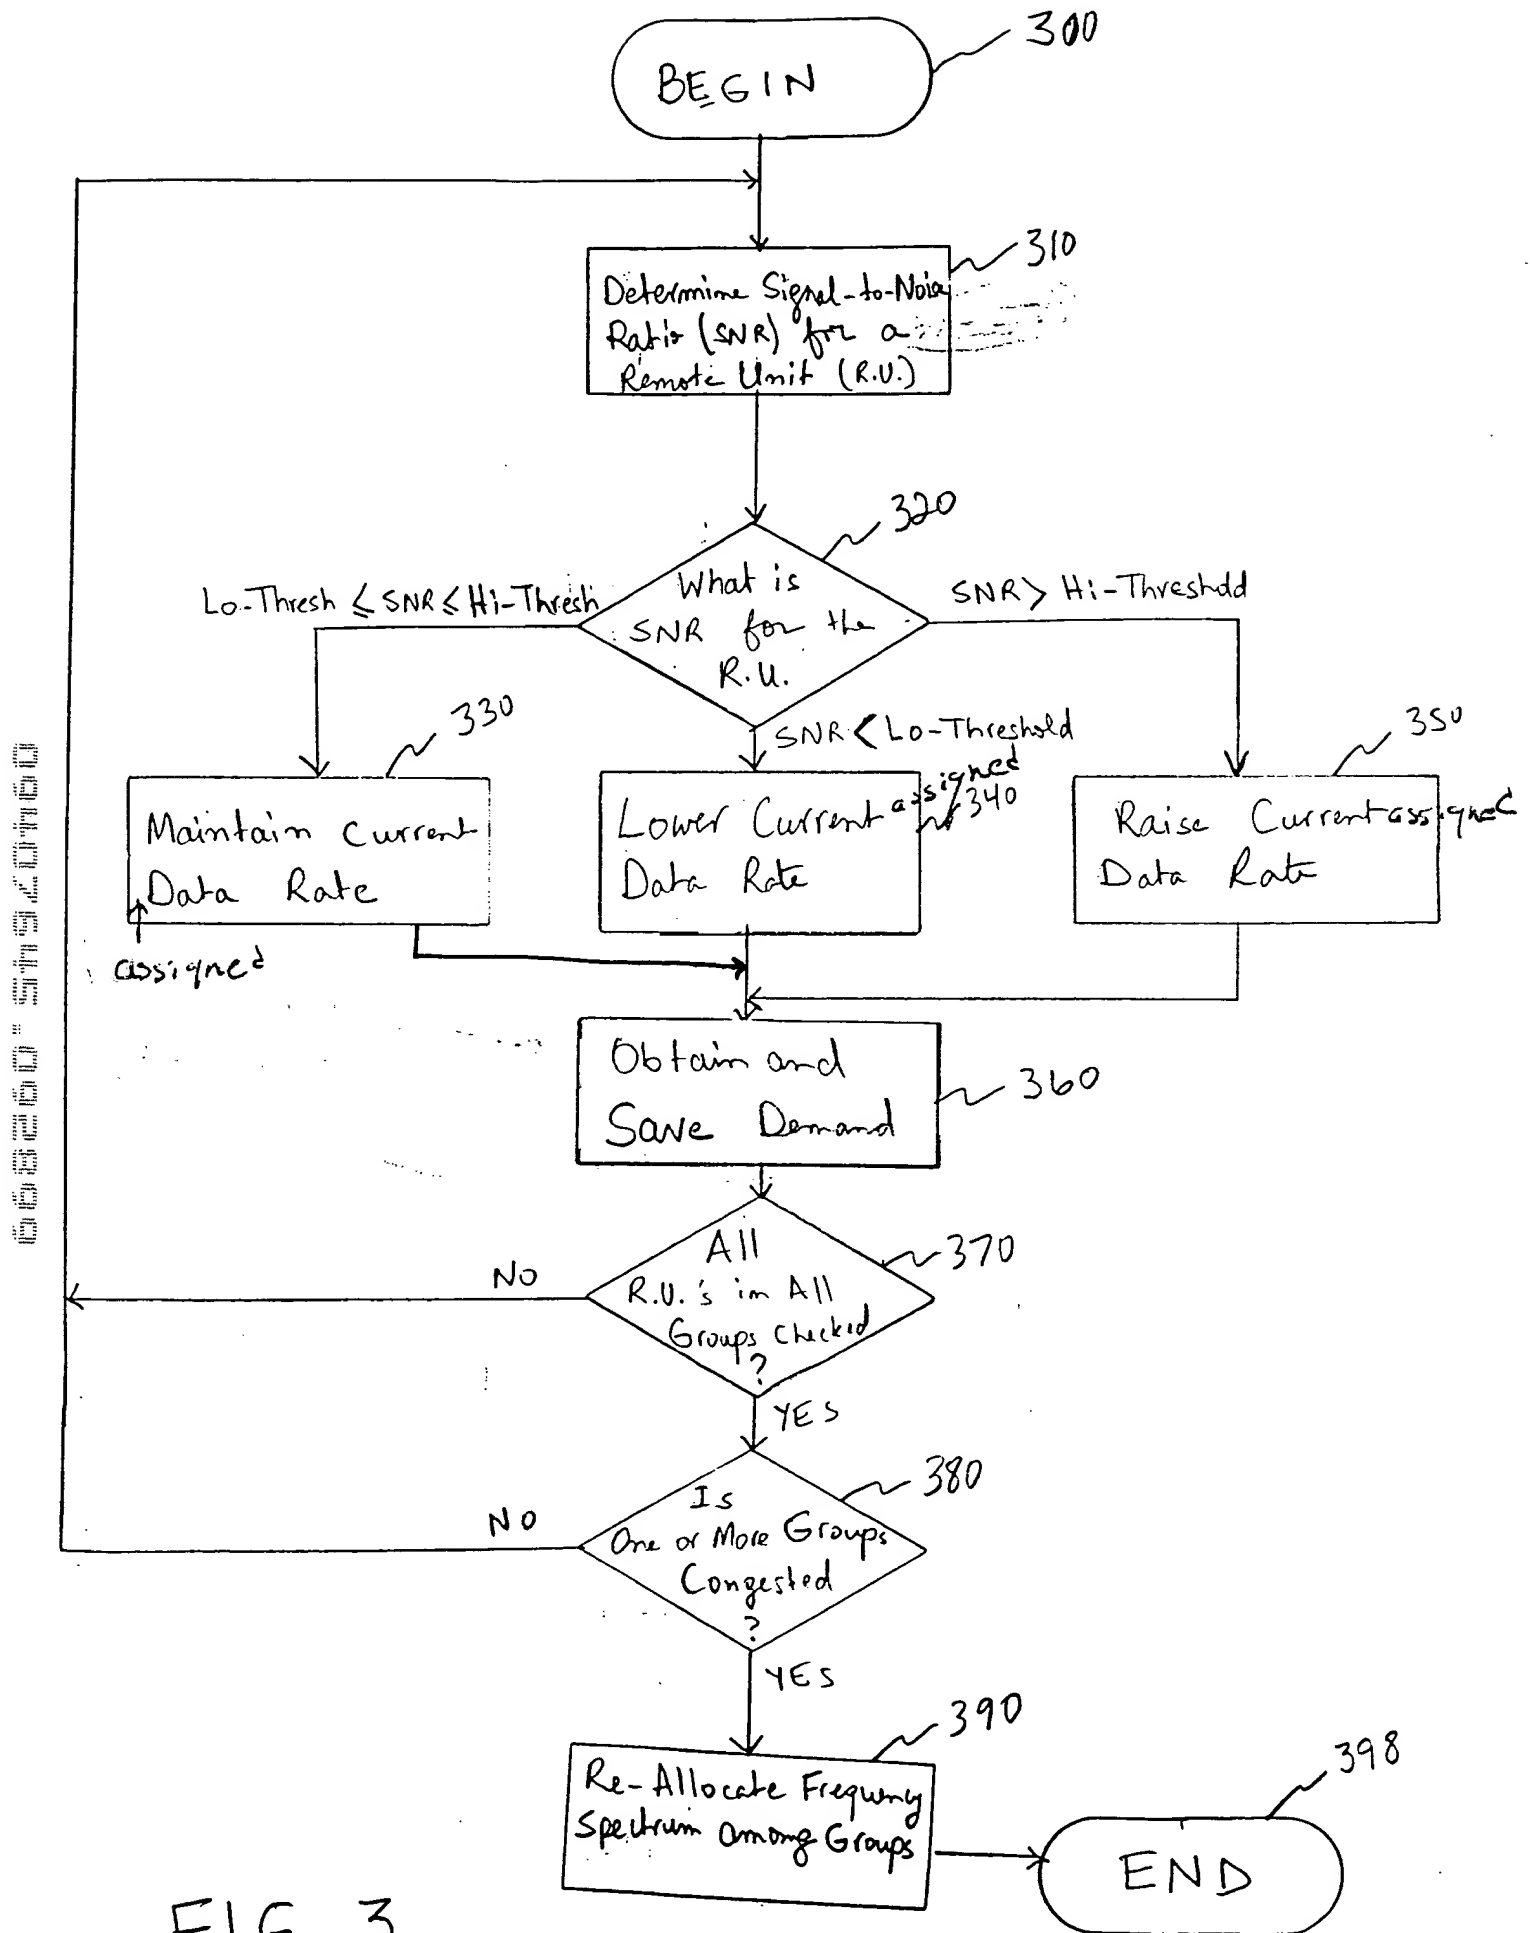 300
BEGIN
310
Determine Signal-to-Noise
Ratio (SNR) for a
Remote Unit (R.U.)
320
What is
SNR for the
R.U.
Lo-Thresh ≤ SNR ≤ Hi-Thresh
SNR > Hi-Threshold
SNR < Lo-Threshold
330
Maintain Current
Data Rate
assigned
340
Lower Current assigned
Data Rate
350
Raise Current assigned
Data Rate
360
Obtain and
Save Demand
370
All
R.U.'s in All
Groups Checked
?
NO
YES
380
Is
One or More Groups
Congested
?
NO
YES
390
Re-Allocate Frequency
Spectrum among Groups
398
END
FIG 3